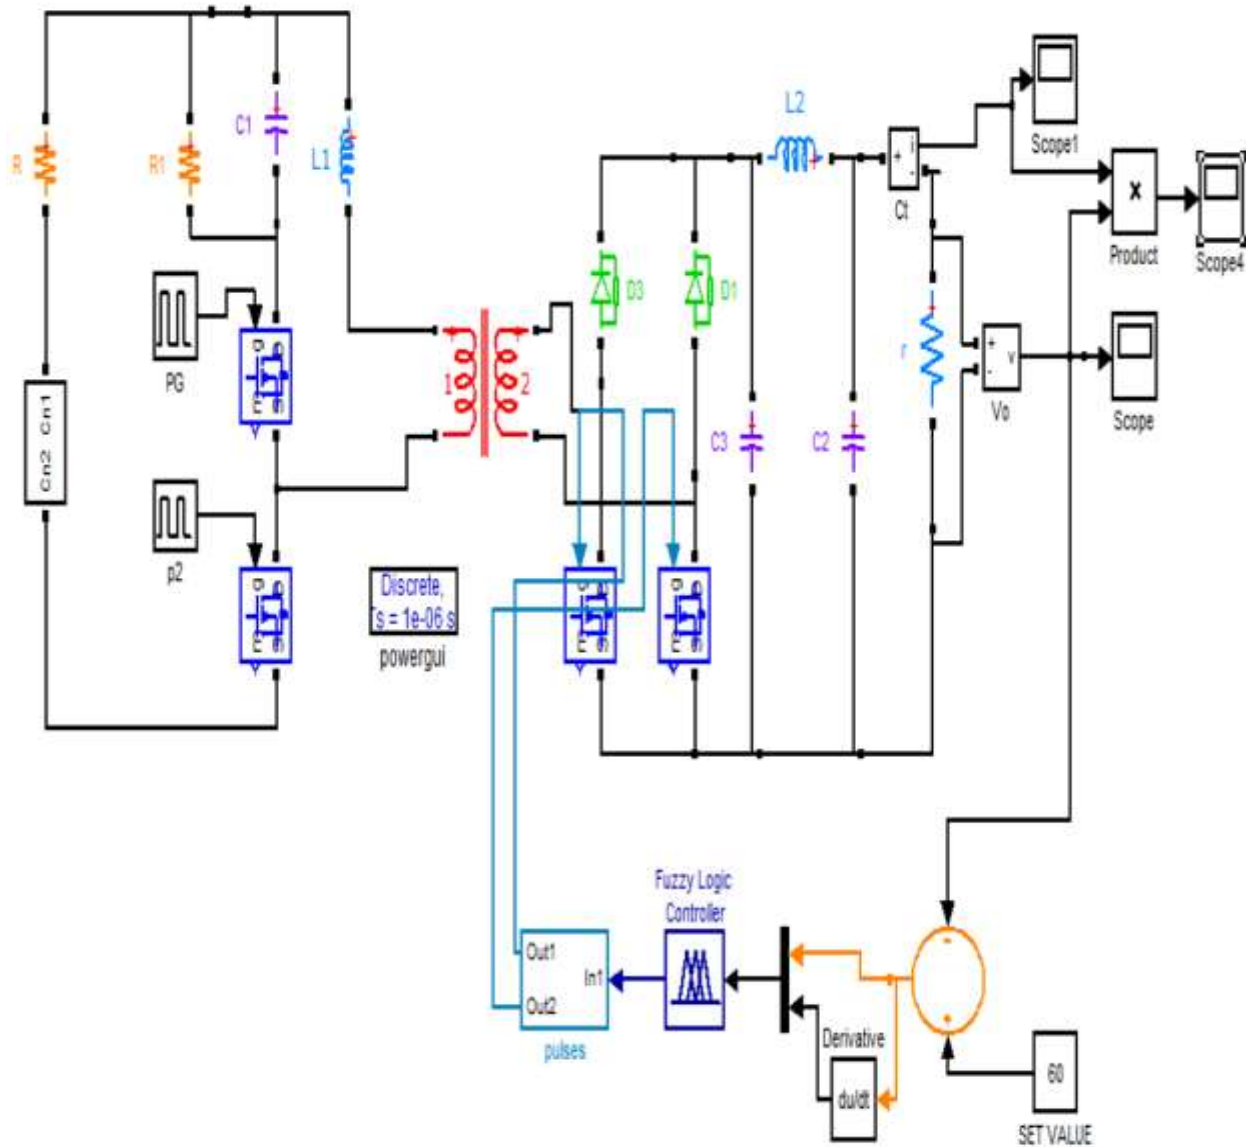 R
R1
C1
L1
L2
Scope1
i
+
-
Ct
x
Product
Scope4
PG
g
m
S
1
2
D3
D1
C3
C2
r
+
-
v
Vo
Scope
Cn2 Cn1
p2
g
m
S
Discrete,
s = 1e-06 s
powergui
g
m
S
g
m
S
Fuzzy Logic
Controller
Out1
Out2
In1
pulses
-
+
Derivative
du/dt
60
SET VALUE